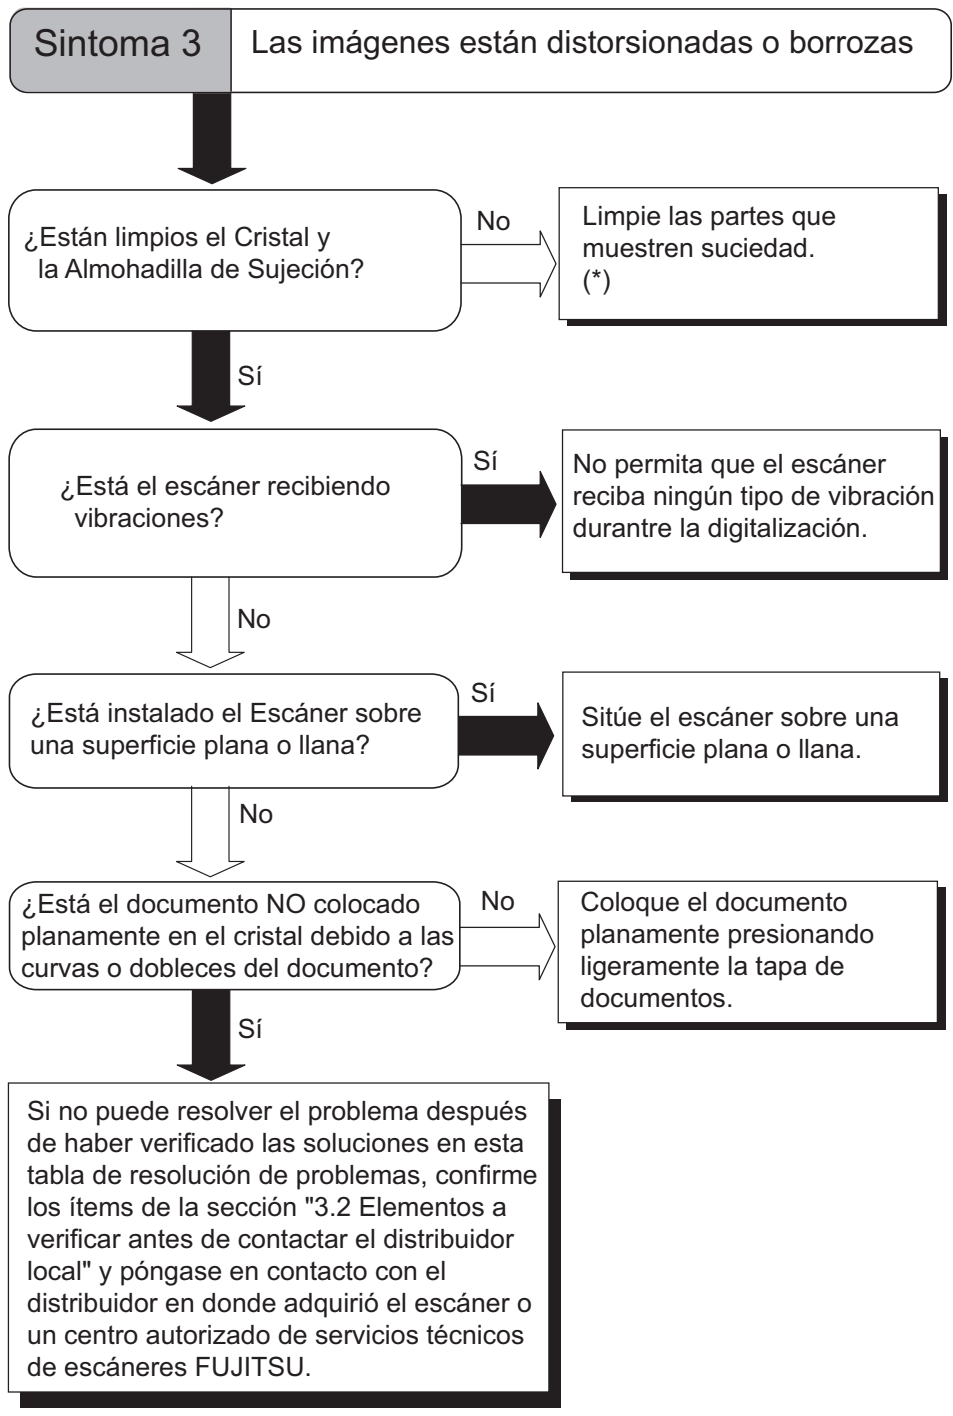 Sintoma 3
Las imágenes están distorsionadas o borrozas
¿Están limpios el Cristal y
la Almohadilla de Sujeción?
No
Limpie las partes que
muestren suciedad.
(*)
Sí
¿Está el escáner recibiendo
vibraciones?
Sí
No permita que el escáner
reciba ningún tipo de vibración
durantre la digitalización.
No
¿Está instalado el Escáner sobre
una superficie plana o llana?
Sí
Sitúe el escáner sobre una
superficie plana o llana.
No
¿Está el documento NO colocado
planamente en el cristal debido a las
curvas o dobleces del documento?
No
Coloque el documento
planamente presionando
ligeramente la tapa de
documentos.
Sí
Si no puede resolver el problema después
de haber verificado las soluciones en esta
tabla de resolución de problemas, confirme
los ítems de la sección "3.2 Elementos a
verificar antes de contactar el distribuidor
local" y póngase en contacto con el
distribuidor en donde adquirió el escáner o
un centro autorizado de servicios técnicos
de escáneres FUJITSU.